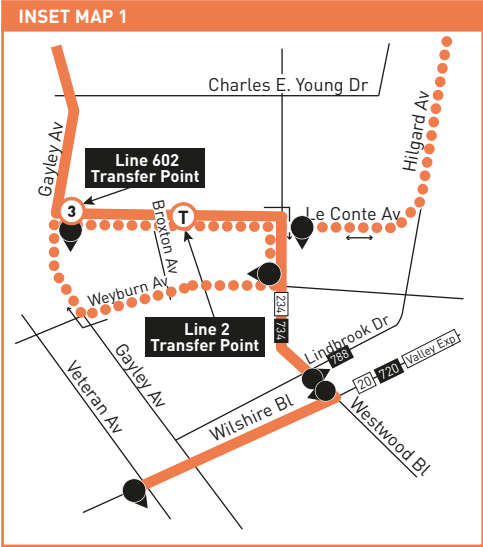 INSET MAP 1
Charles E. Young Dr
Gayley Av
Hilgard Av
Line 602
Transfer Point
3
T
Broxton Av
Le Conte Av
Weyburn Av
234
734
Line 2
Transfer Point
Lindbrook Dr
788
20
720
Valley Exp
Gayley Av
Veteran Av
Wilshire Bl
Westwood Bl